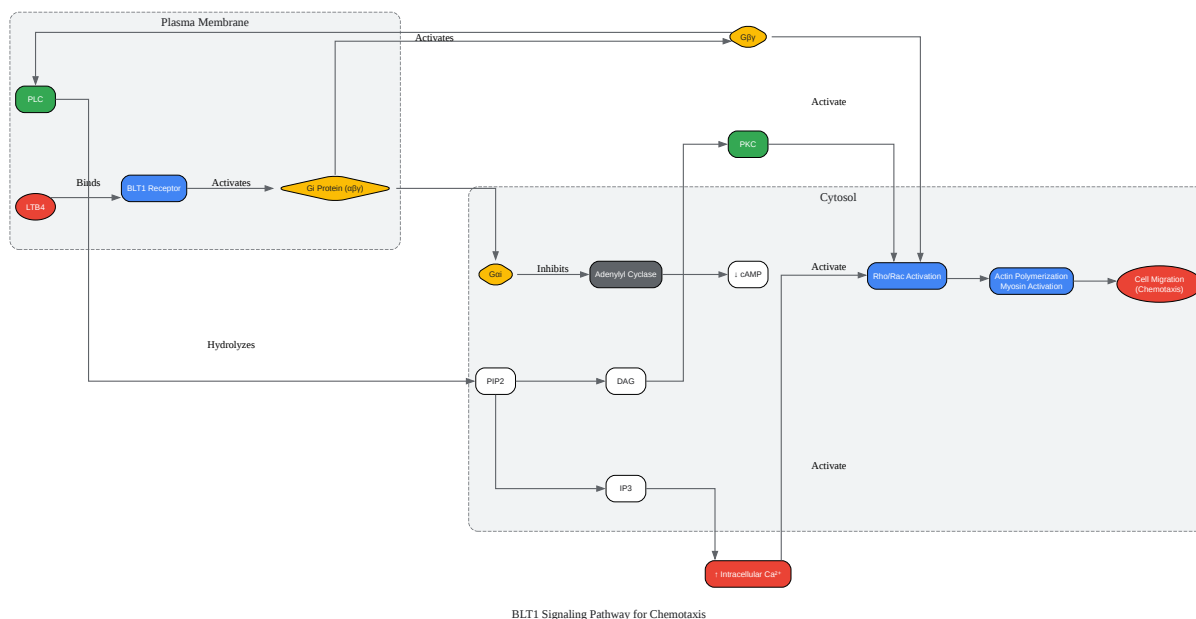 Plasma Membrane
Activates
Gβγ
PLC
Activate
PKC
Binds
BLT1 Receptor
Activates
Gi Protein (αβγ)
LTB4
Cytosol
Gαi
Inhibits
Adenylyl Cyclase
↓ cAMP
Activate
Rho/Rac Activation
Actin Polymerization
Myosin Activation
Cell Migration
(Chemotaxis)
Hydrolyzes
PIP2
DAG
Activate
IP3
↑ Intracellular Ca²⁺
BLT1 Signaling Pathway for Chemotaxis